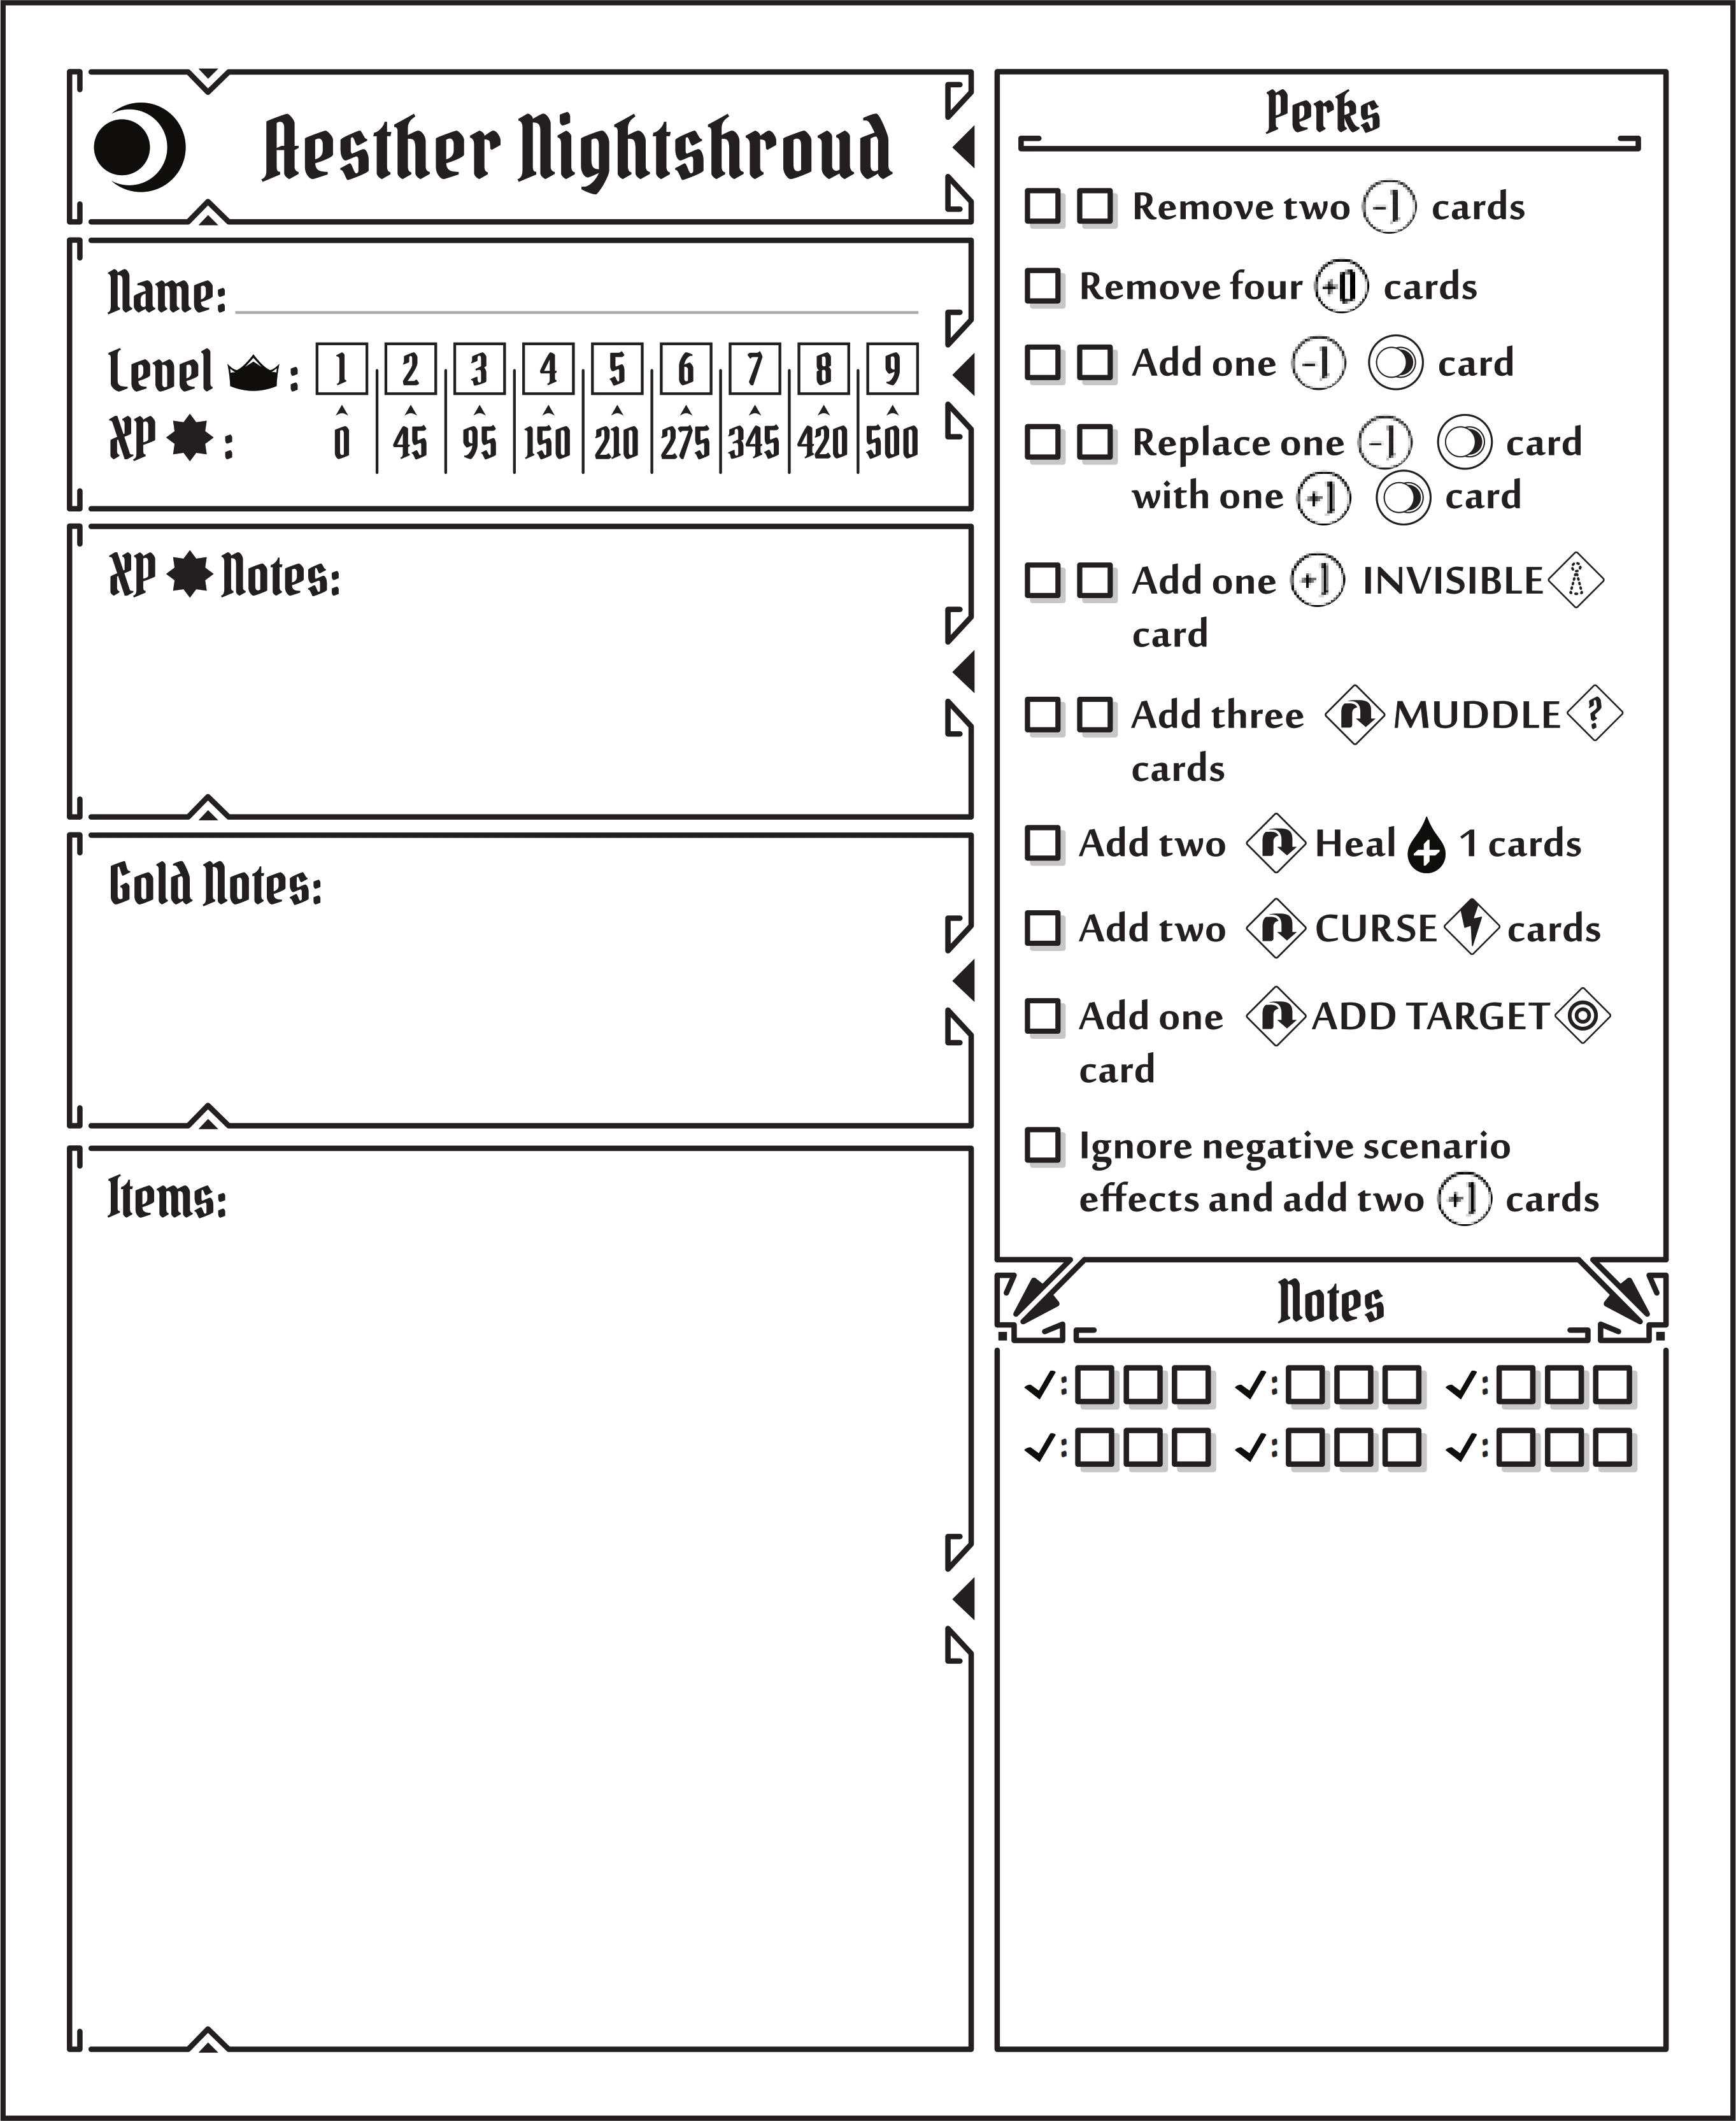 Aesther Nightshroud
Name:
Level : 1 2 3 4 5 6 7 8 9
XP : 0 45 95 150 210 275 345 420 500
XP Notes:
Gold Notes:
Items:
Perks
Remove two -1 cards
Remove four +0 cards
Add one -1 card
Replace one -1 card
with one +1 card
Add one +1 INVISIBLE
card
Add three MUDDLE ?
cards
Add two Heal 1 cards
Add two CURSE cards
Add one ADD TARGET
card
Ignore negative scenario
effects and add two +1 cards
Notes
✓: ✓: ✓:
✓: ✓: ✓: